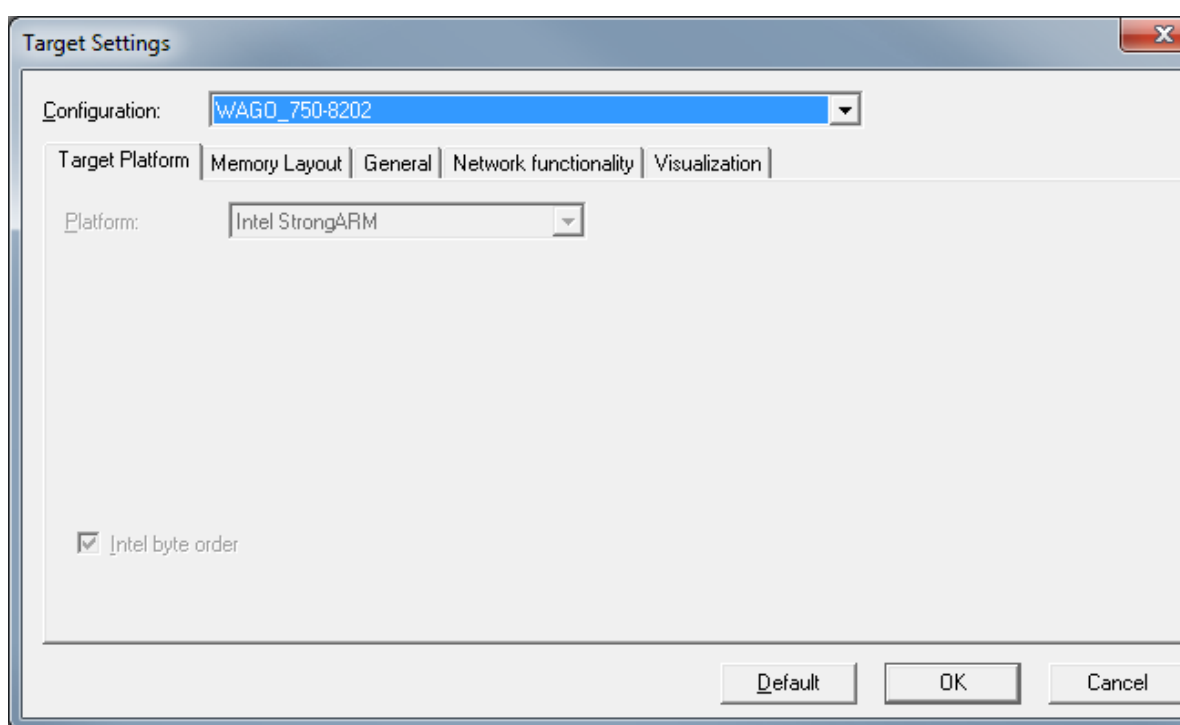 Target Settings
Configuration: WAGO_750-8202
Target Platform Memory Layout General Network functionality Visualization
Platform: Intel StrongARM
Intel byte order
Default OK Cancel